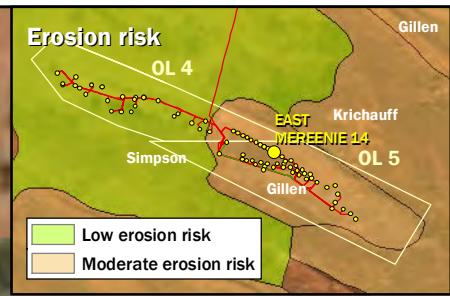 Gillen
Erosion risk
OL 4
Krichauff
EAST
MEREENIE 14
Simpson
OL 5
Gillen
Low erosion risk
Moderate erosion risk